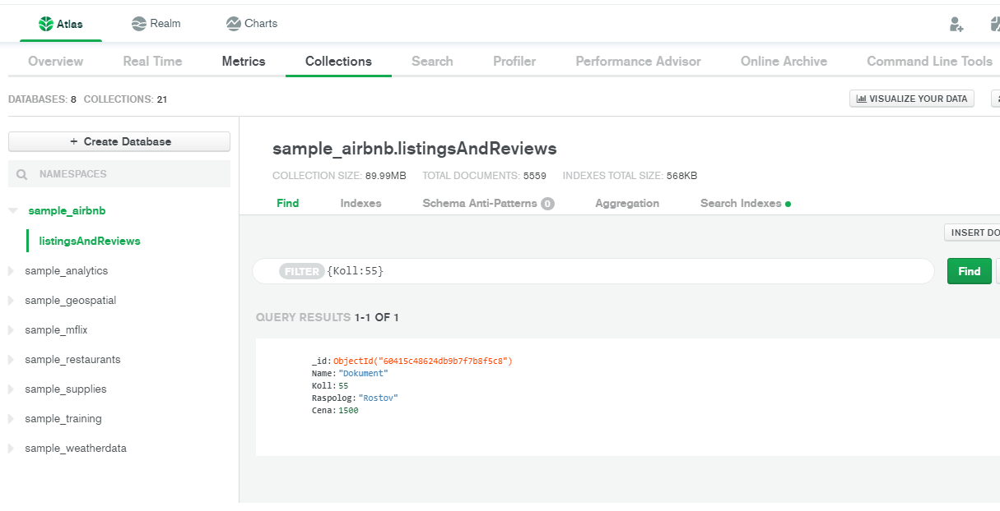 Atlas Realm Charts
Overview Real Time Metrics Collections Search Profiler Performance Advisor Online Archive Command Line Tools
DATABASES: 8 COLLECTIONS: 21
VISUALIZE YOUR DATA
+ Create Database
NAMESPACES
sample_airbnb
listingsAndReviews
sample_analytics
sample_geospatial
sample_mflix
sample_restaurants
sample_supplies
sample_training
sample_weatherdata
sample_airbnb.listingsAndReviews
COLLECTION SIZE: 89.99MB TOTAL DOCUMENTS: 5559 INDEXES TOTAL SIZE: 568KB
Find Indexes Schema Anti-Patterns 0 Aggregation Search Indexes
INSERT DO
FILTER {Koll:55}
Find
QUERY RESULTS 1-1 OF 1
_id: ObjectId("60415c48624db9b7f7b8f5c8")
Name: "Dokument"
Koll: 55
Raspolog: "Rostov"
Cena: 1500